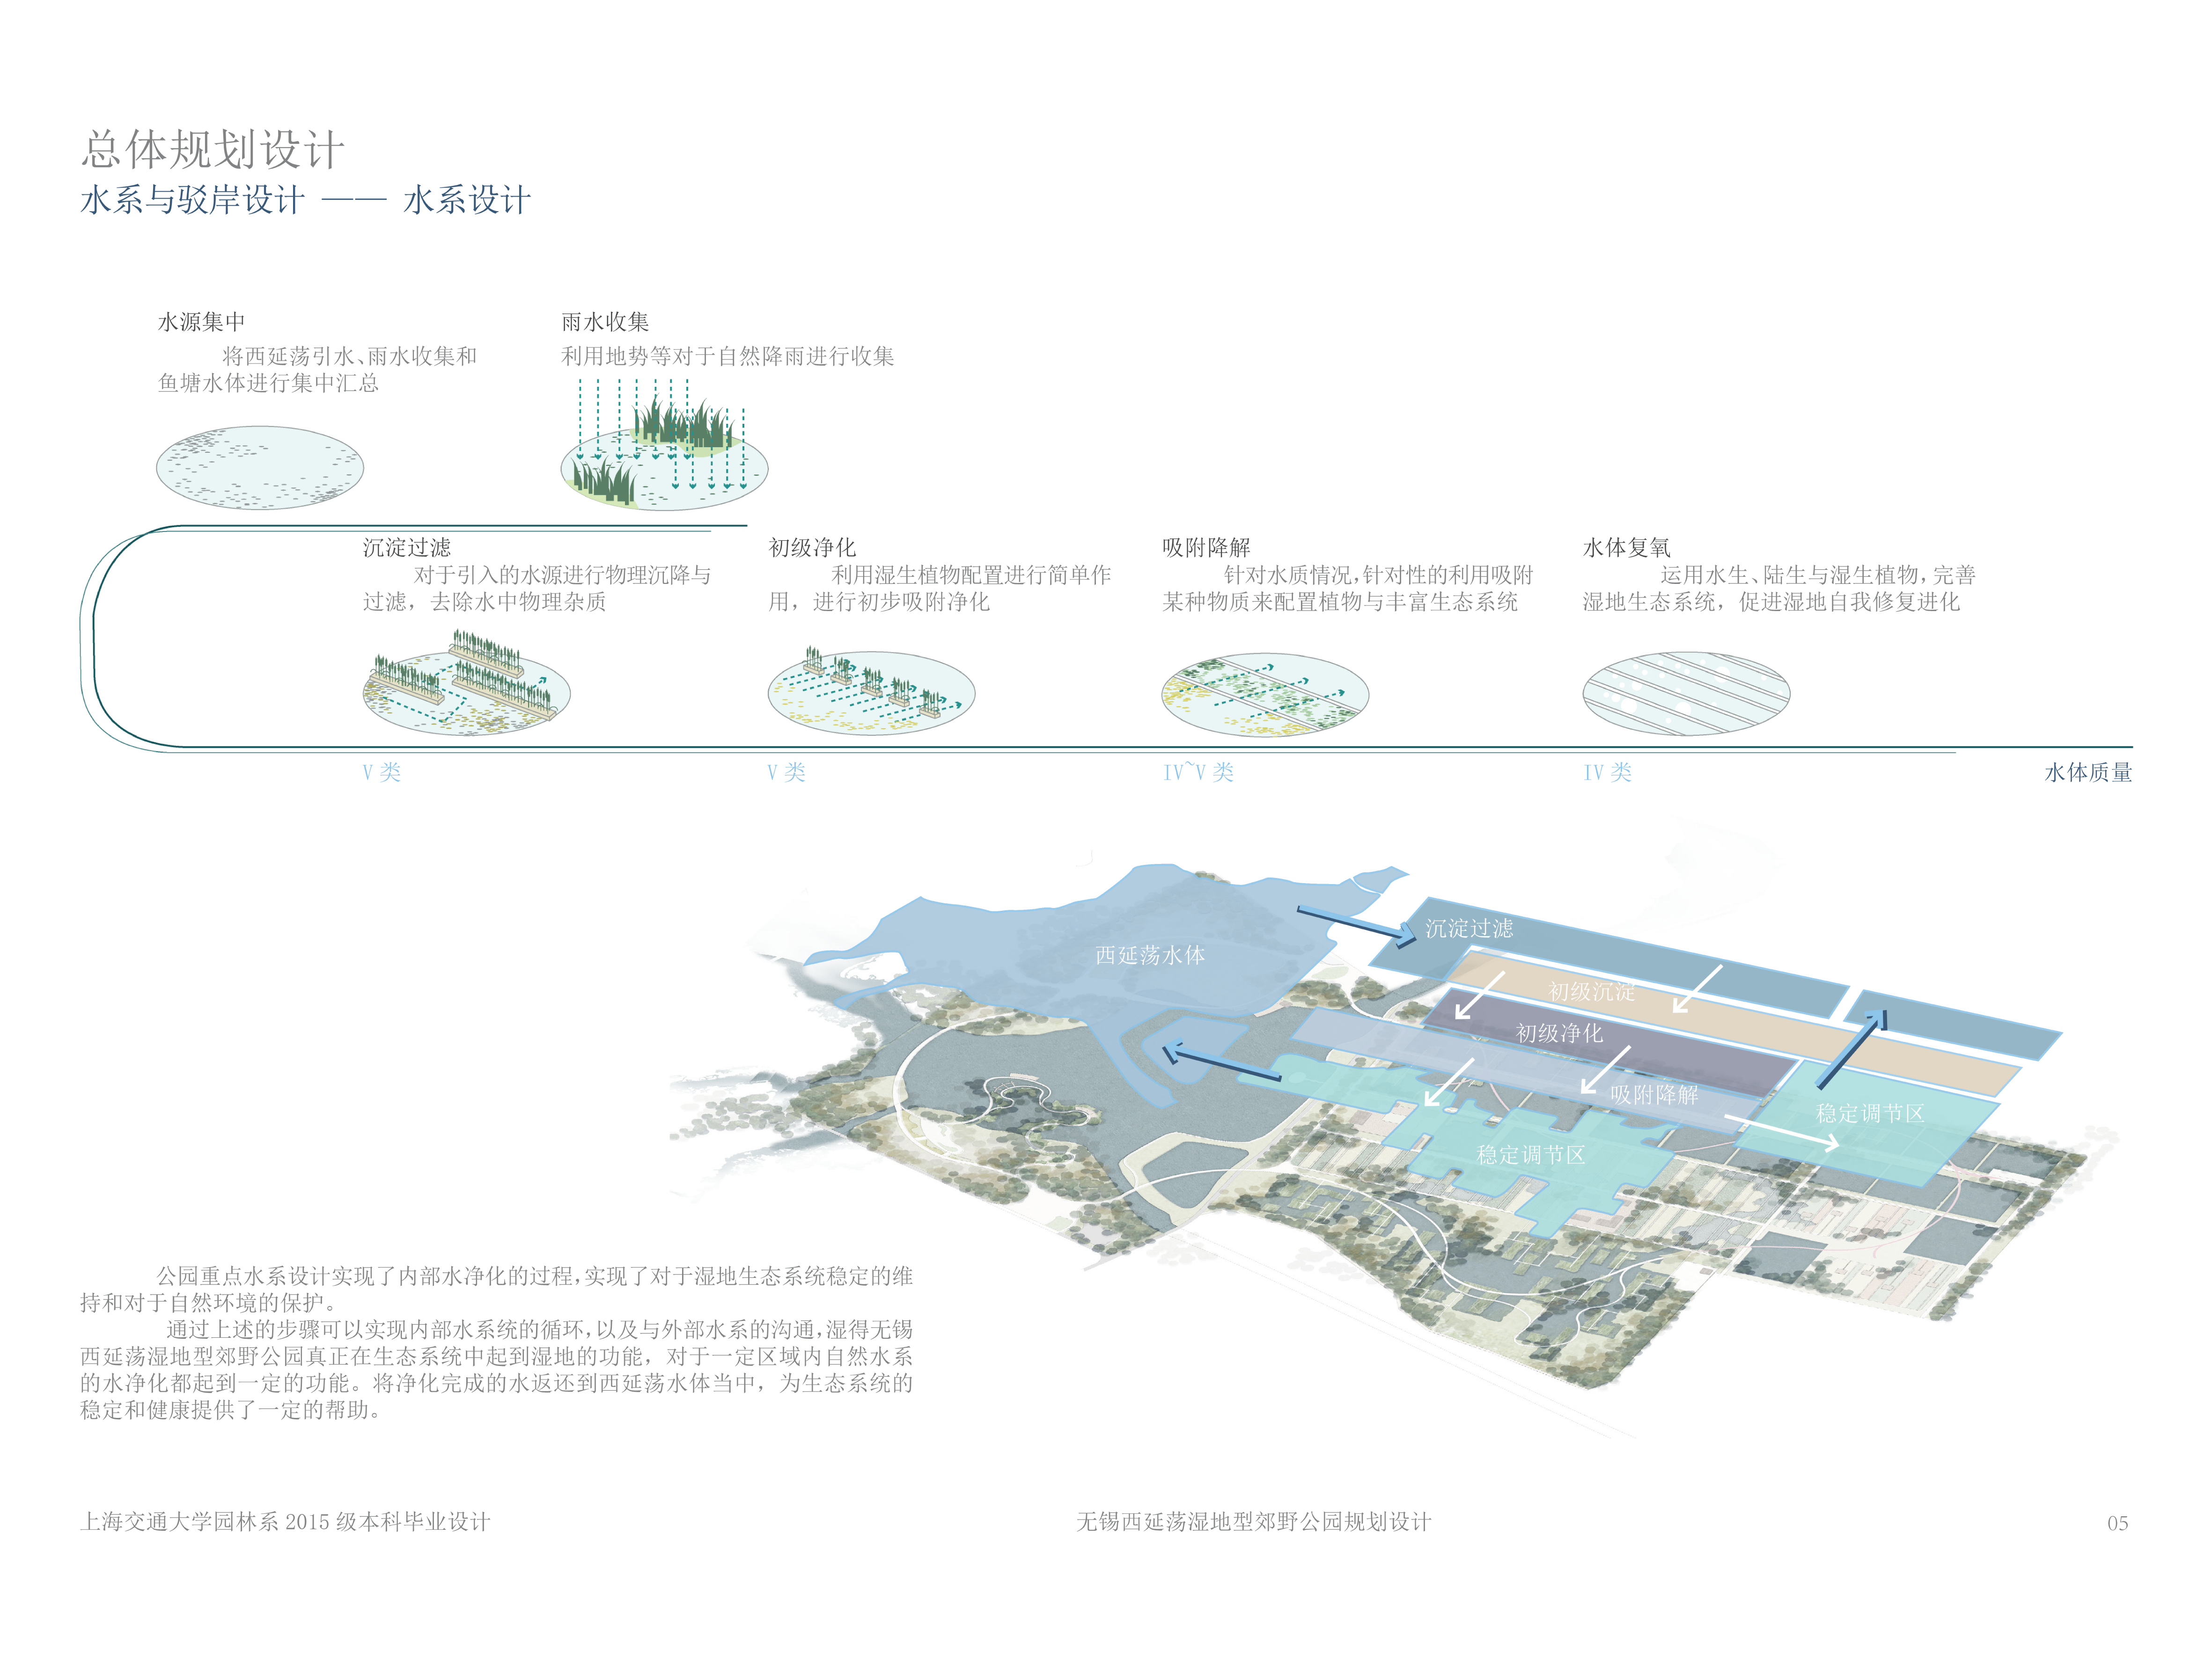 总体规划设计
水系与驳岸设计 —— 水系设计
水源集中
将西延荡引水、雨水收集和
鱼塘水体进行集中汇总
雨水收集
利用地势等对于自然降雨进行收集
沉淀过滤
对于引入的水源进行物理沉降与
过滤，去除水中物理杂质
初级净化
利用湿生植物配置进行简单作
用，进行初步吸附净化
吸附降解
针对水质情况,针对性的利用吸附
某种物质来配置植物与丰富生态系统
水体复氧
运用水生、陆生与湿生植物,完善
湿地生态系统，促进湿地自我修复进化
V 类
V 类
IV~V 类
IV 类
水体质量
西延荡水体
沉淀过滤
初级沉淀
初级净化
吸附降解
稳定调节区
稳定调节区
公园重点水系设计实现了内部水净化的过程,实现了对于湿地生态系统稳定的维
持和对于自然环境的保护。
通过上述的步骤可以实现内部水系统的循环,以及与外部水系的沟通,湿得无锡
西延荡湿地型郊野公园真正在生态系统中起到湿地的功能，对于一定区域内自然水系
的水净化都起到一定的功能。将净化完成的水返还到西延荡水体当中，为生态系统的
稳定和健康提供了一定的帮助。
上海交通大学园林系 2015 级本科毕业设计
无锡西延荡湿地型郊野公园规划设计
05